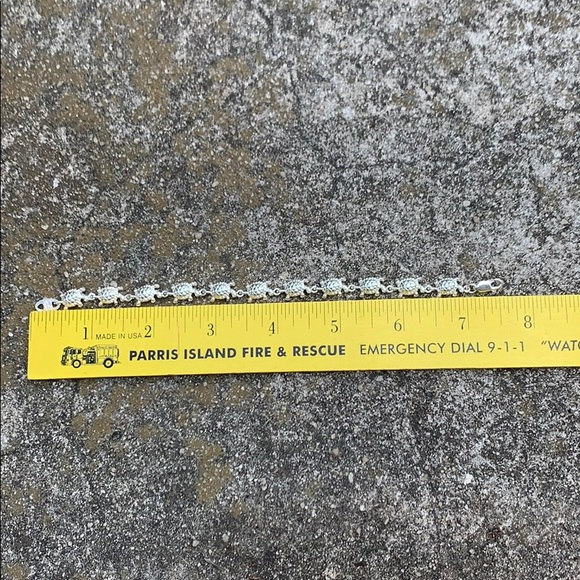 1 MADE IN USA 2 3 4 5 6 7 8
PARRIS ISLAND FIRE & RESCUE EMERGENCY DIAL 9-1-1 "WATC